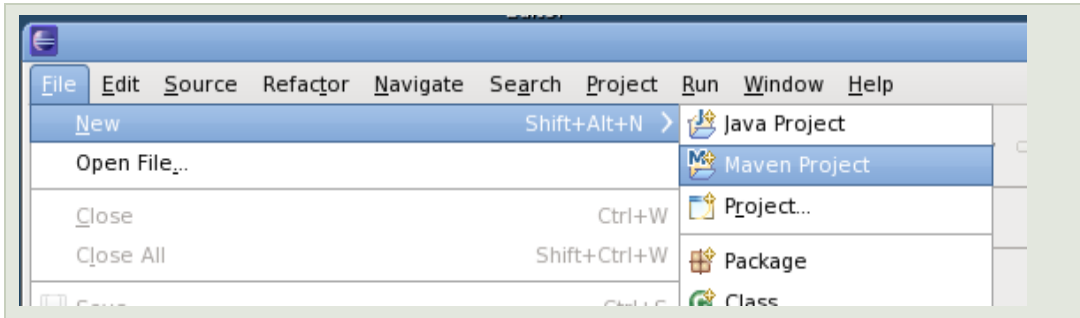 File Edit Source Refactor Navigate Search Project Run Window Help
New Shift+Alt+N
Open File...
Close Ctrl+W
Close All Shift+Ctrl+W
Java Project
Maven Project
Project...
Package
Class